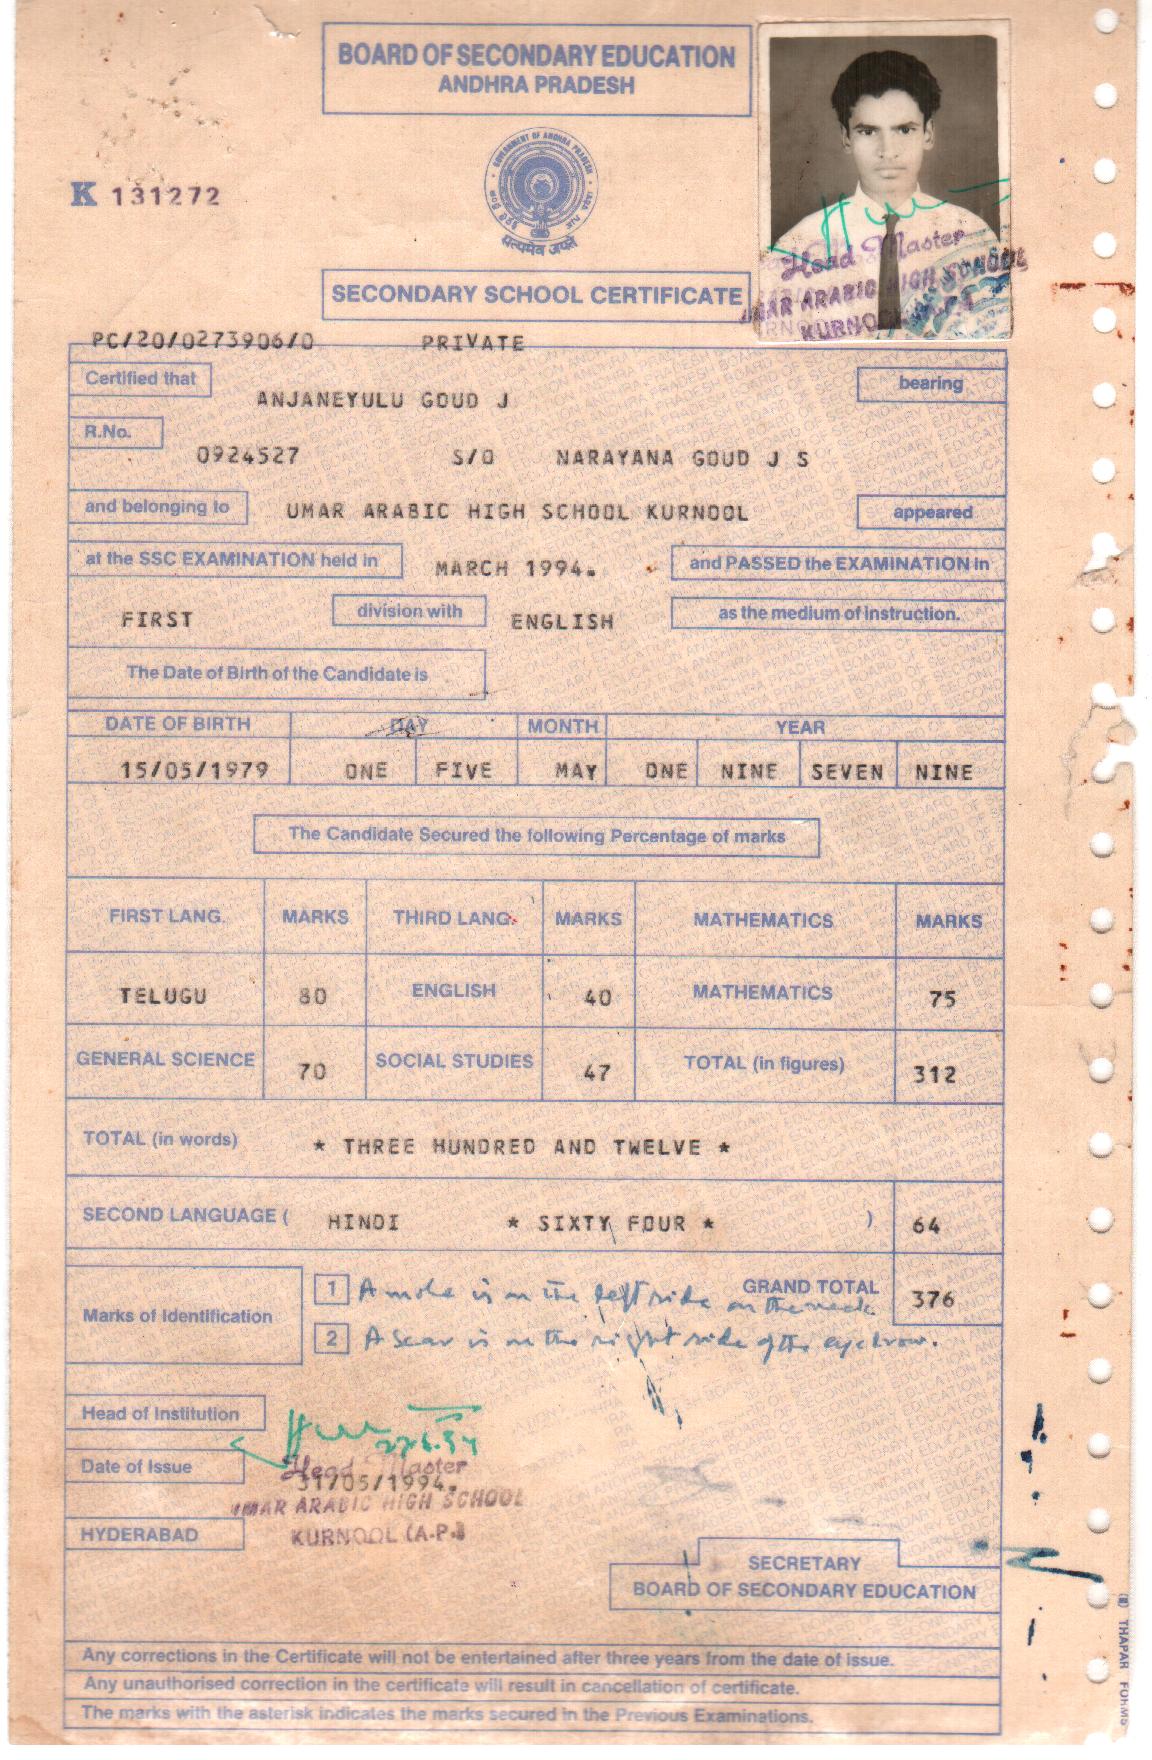 BOARD OF SECONDARY EDUCATION
ANDHRA PRADESH
GOVERNMENT OF ANDHRA PRADESH
सत्यमेव जयते
K 131272
SECONDARY SCHOOL CERTIFICATE
Head Master
UMAR ARABIC HIGH SCHOOL
KURNOOL
PC/20/0273906/0 PRIVATE
Certified that ANJANEYULU GOUD J bearing
R.No. 0924527 S/O NARAYANA GOUD J S
and belonging to UMAR ARABIC HIGH SCHOOL KURNOOL appeared
at the SSC EXAMINATION held in MARCH 1994. and PASSED the EXAMINATION in
FIRST division with ENGLISH as the medium of Instruction.
The Date of Birth of the Candidate is
DATE OF BIRTH DAY MONTH YEAR
15/05/1979 ONE FIVE MAY ONE NINE SEVEN NINE
The Candidate Secured the following Percentage of marks
FIRST LANG. MARKS THIRD LANG. MARKS MATHEMATICS MARKS
TELUGU 80 ENGLISH 40 MATHEMATICS 75
GENERAL SCIENCE 70 SOCIAL STUDIES 47 TOTAL (in figures) 312
TOTAL (in words) * THREE HUNDRED AND TWELVE *
SECOND LANGUAGE ( HINDI * SIXTY FOUR * ) 64
GRAND TOTAL 376
Marks of Identification
1 A mole is on the left side on the neck.
2 A scar is on the right side of the eyebrow.
Head of Institution
Date of Issue 31/05/1994.
Head Master
UMAR ARABIC HIGH SCHOOL
HYDERABAD KURNOOL (A.P.)
SECRETARY
BOARD OF SECONDARY EDUCATION
Any corrections in the Certificate will not be entertained after three years from the date of issue.
Any unauthorised correction in the certificate will result in cancellation of certificate.
The marks with the asterisk indicates the marks secured in the Previous Examinations.
THAPAR FORMS